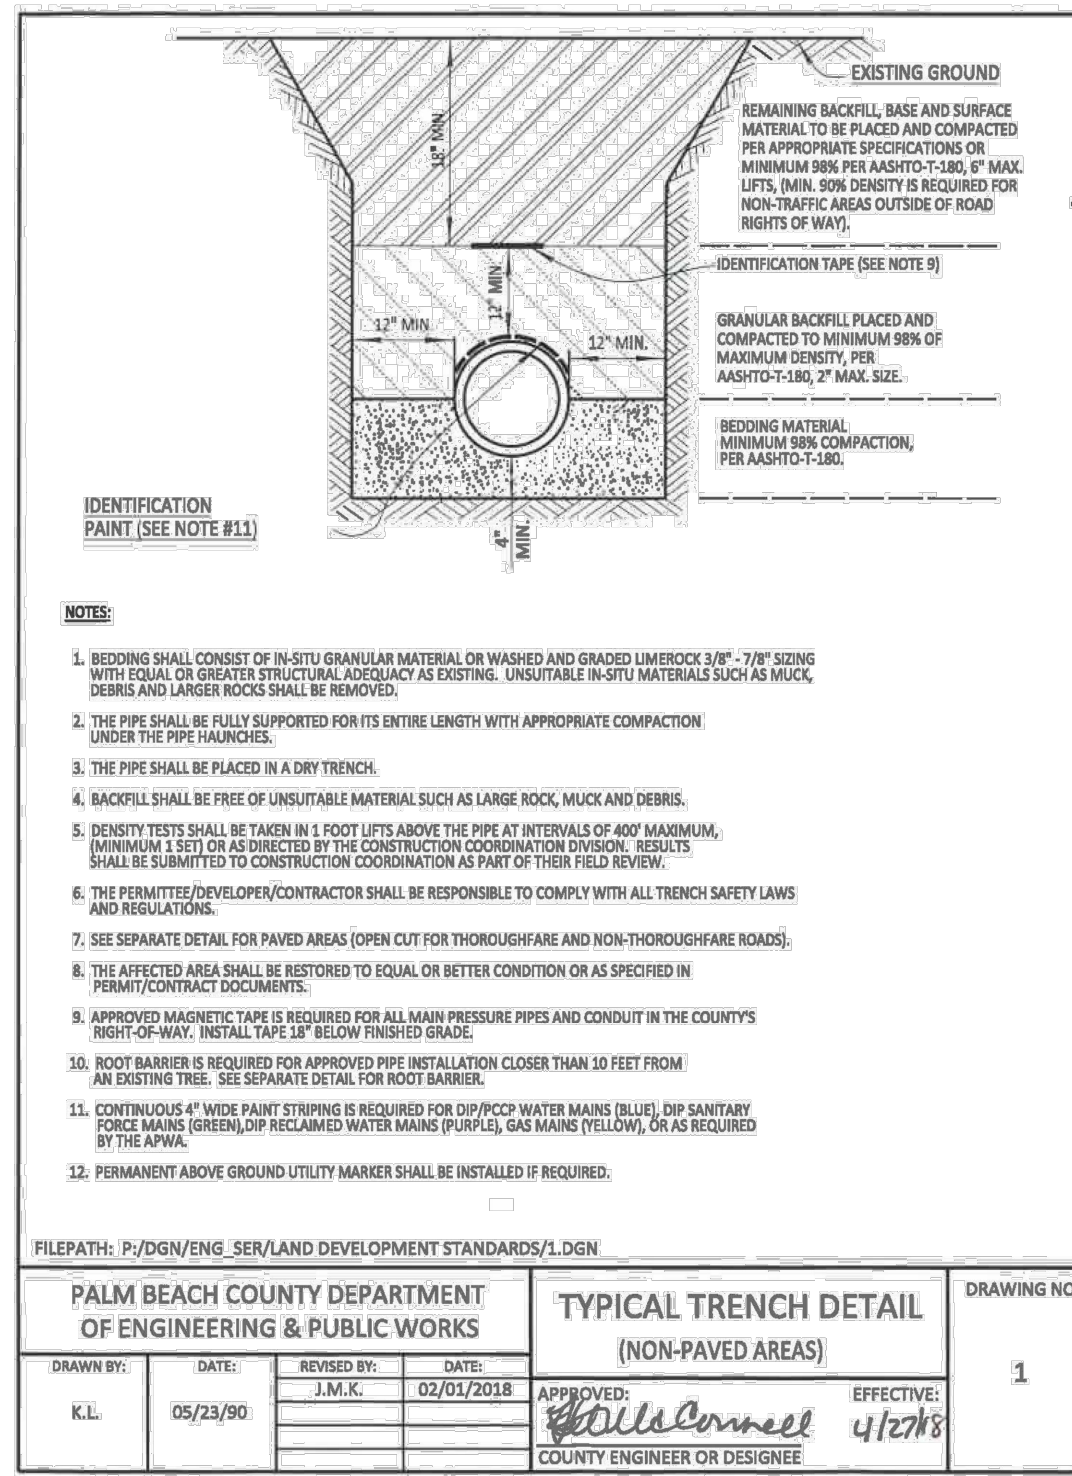 EXISTING GROUND
REMAINING BACKFILL, BASE AND SURFACE
MATERIAL TO BE PLACED AND COMPACTED
PER APPROPRIATE SPECIFICATIONS OR
MINIMUM 98% PER AASHTO-T-180, 6" MAX.
LIFTS, (MIN. 90% DENSITY IS REQUIRED FOR
NON-TRAFFIC AREAS OUTSIDE OF ROAD
RIGHTS OF WAY).
18" MIN.
IDENTIFICATION TAPE (SEE NOTE 9)
12" MIN.
12" MIN
12" MIN.
GRANULAR BACKFILL PLACED AND
COMPACTED TO MINIMUM 98% OF
MAXIMUM DENSITY, PER
AASHTO-T-180, 2" MAX. SIZE.
BEDDING MATERIAL
MINIMUM 98% COMPACTION,
PER AASHTO-T-180.
IDENTIFICATION
PAINT (SEE NOTE #11)
4"
MIN.
NOTES:
1. BEDDING SHALL CONSIST OF IN-SITU GRANULAR MATERIAL OR WASHED AND GRADED LIMEROCK 3/8" - 7/8" SIZING
WITH EQUAL OR GREATER STRUCTURAL ADEQUACY AS EXISTING. UNSUITABLE IN-SITU MATERIALS SUCH AS MUCK,
DEBRIS AND LARGER ROCKS SHALL BE REMOVED.
2. THE PIPE SHALL BE FULLY SUPPORTED FOR ITS ENTIRE LENGTH WITH APPROPRIATE COMPACTION
UNDER THE PIPE HAUNCHES.
3. THE PIPE SHALL BE PLACED IN A DRY TRENCH.
4. BACKFILL SHALL BE FREE OF UNSUITABLE MATERIAL SUCH AS LARGE ROCK, MUCK AND DEBRIS.
5. DENSITY TESTS SHALL BE TAKEN IN 1 FOOT LIFTS ABOVE THE PIPE AT INTERVALS OF 400' MAXIMUM,
(MINIMUM 1 SET) OR AS DIRECTED BY THE CONSTRUCTION COORDINATION DIVISION. RESULTS
SHALL BE SUBMITTED TO CONSTRUCTION COORDINATION AS PART OF THEIR FIELD REVIEW.
6. THE PERMITTEE/DEVELOPER/CONTRACTOR SHALL BE RESPONSIBLE TO COMPLY WITH ALL TRENCH SAFETY LAWS
AND REGULATIONS.
7. SEE SEPARATE DETAIL FOR PAVED AREAS (OPEN CUT FOR THOROUGHFARE AND NON-THOROUGHFARE ROADS).
8. THE AFFECTED AREA SHALL BE RESTORED TO EQUAL OR BETTER CONDITION OR AS SPECIFIED IN
PERMIT/CONTRACT DOCUMENTS.
9. APPROVED MAGNETIC TAPE IS REQUIRED FOR ALL MAIN PRESSURE PIPES AND CONDUIT IN THE COUNTY'S
RIGHT-OF-WAY. INSTALL TAPE 18" BELOW FINISHED GRADE.
10. ROOT BARRIER IS REQUIRED FOR APPROVED PIPE INSTALLATION CLOSER THAN 10 FEET FROM
AN EXISTING TREE. SEE SEPARATE DETAIL FOR ROOT BARRIER.
11. CONTINUOUS 4" WIDE PAINT STRIPING IS REQUIRED FOR DIP/PCCP WATER MAINS (BLUE), DIP SANITARY
FORCE MAINS (GREEN),DIP RECLAIMED WATER MAINS (PURPLE), GAS MAINS (YELLOW), OR AS REQUIRED
BY THE APWA.
12. PERMANENT ABOVE GROUND UTILITY MARKER SHALL BE INSTALLED IF REQUIRED.
FILEPATH: P:/DGN/ENG_SER/LAND DEVELOPMENT STANDARDS/1.DGN
PALM BEACH COUNTY DEPARTMENT
OF ENGINEERING & PUBLIC WORKS
DRAWN BY: DATE: REVISED BY: DATE:
J.M.K. 02/01/2018
K.L. 05/23/90
TYPICAL TRENCH DETAIL
(NON-PAVED AREAS)
APPROVED: EFFECTIVE:
4/27/18
COUNTY ENGINEER OR DESIGNEE
DRAWING NO
1